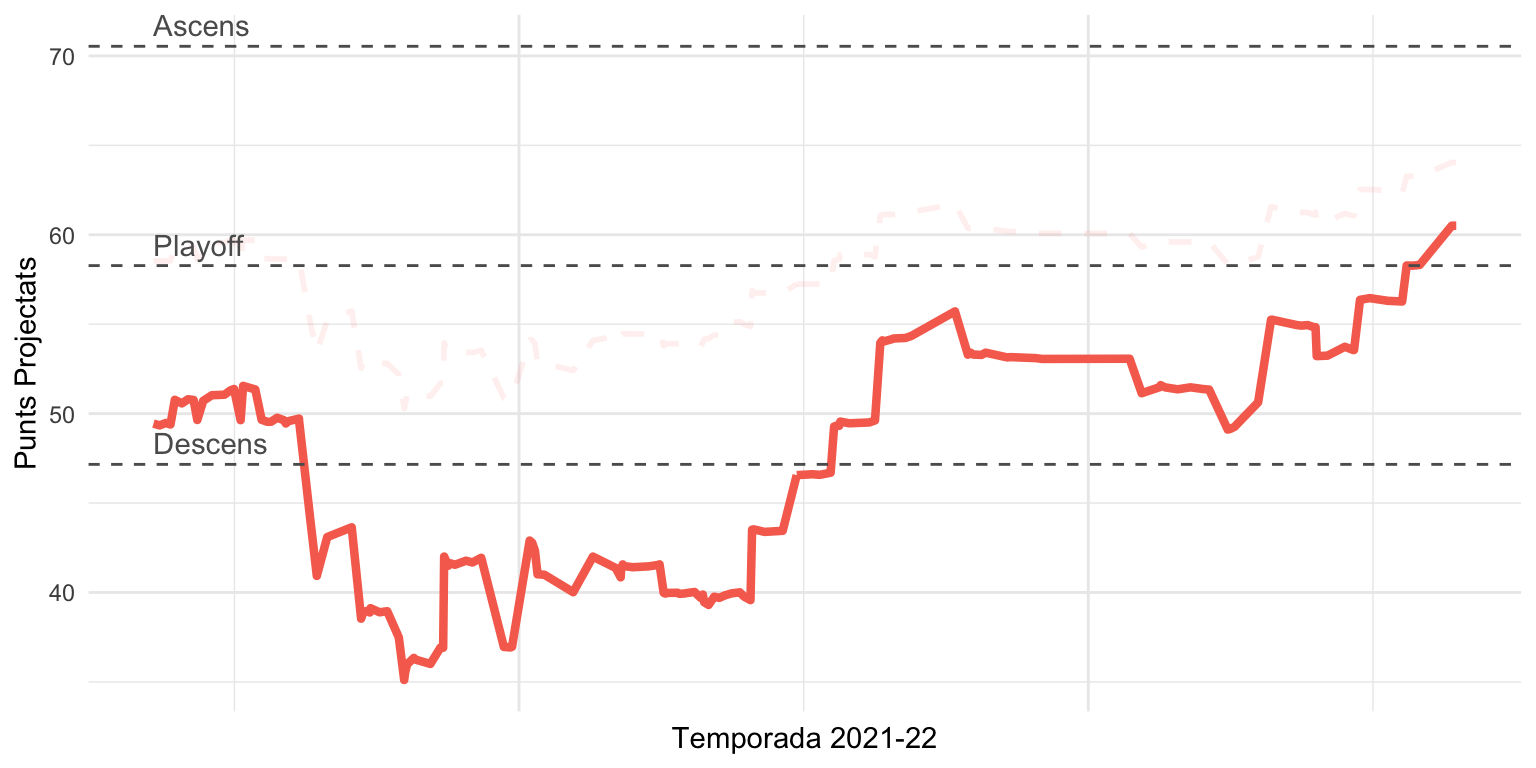 Ascens
70
60
Playoff
50
Descens
40
Punts Projectats
Temporada 2021-22